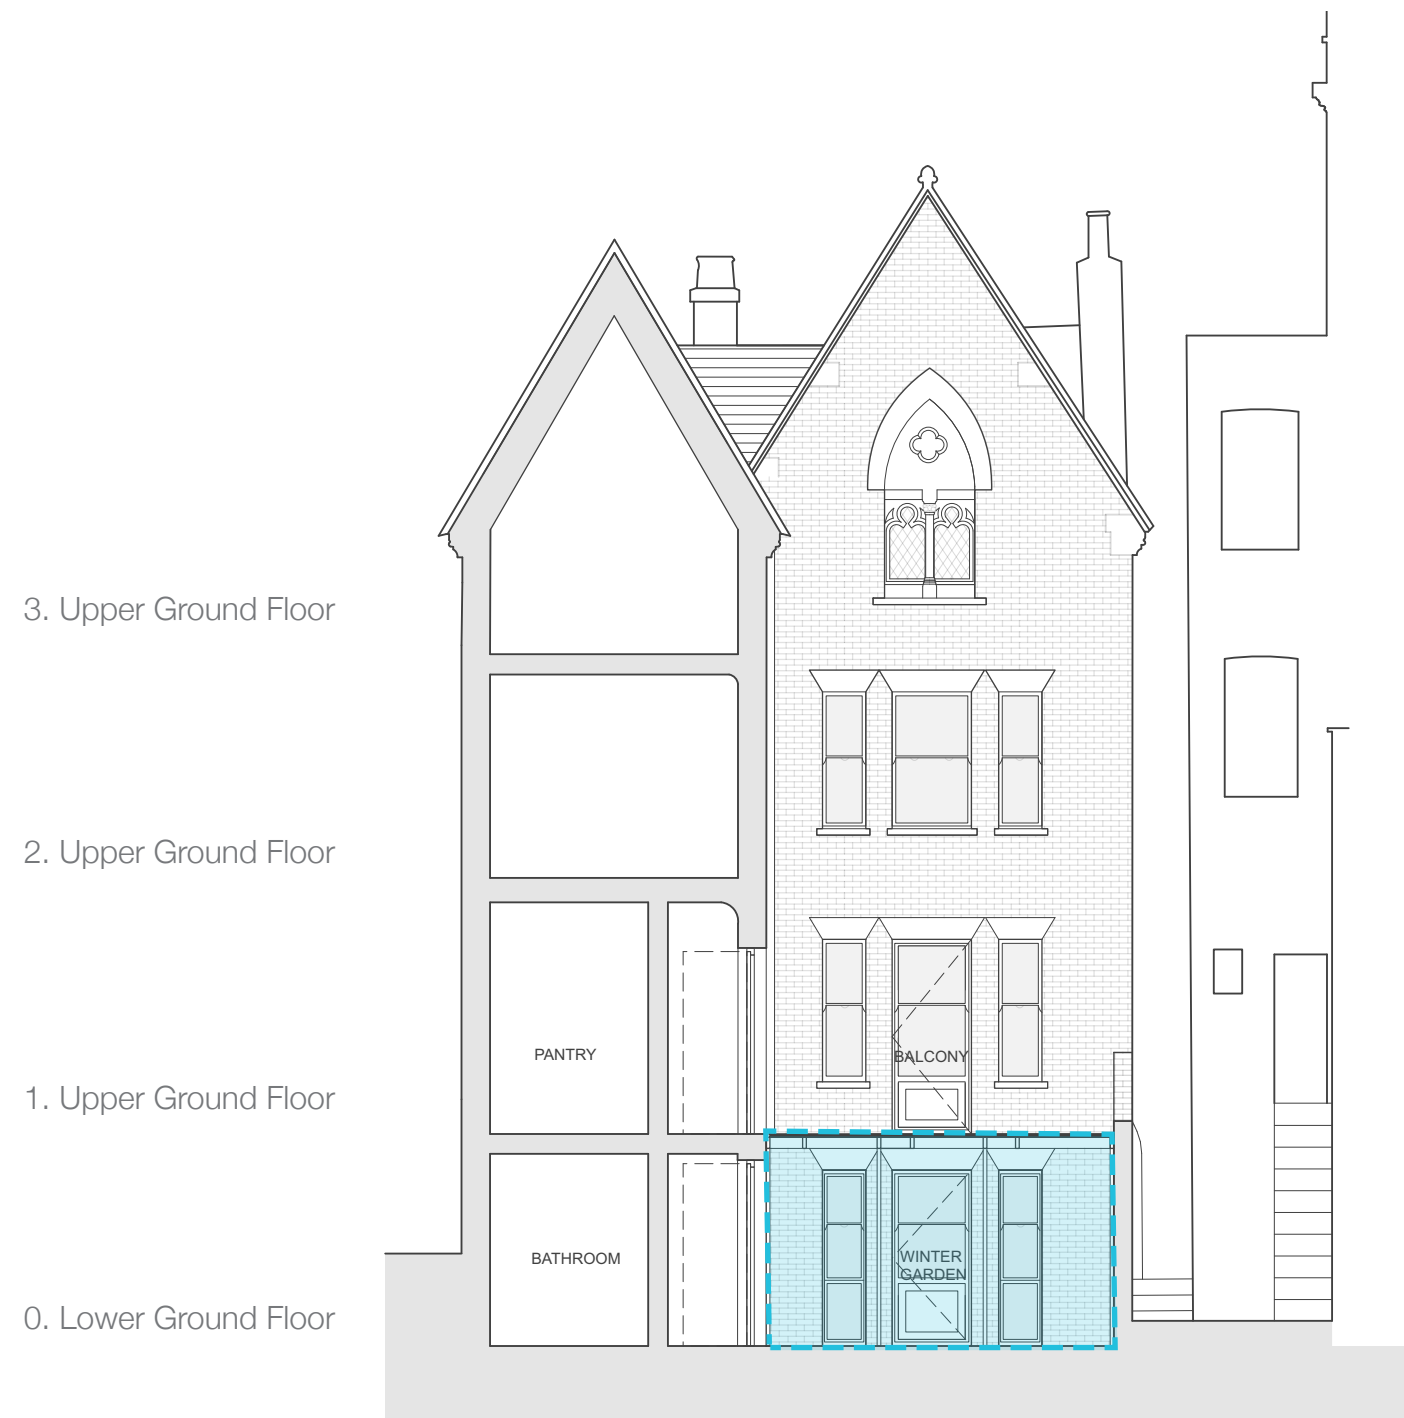 3. Upper Ground Floor
2. Upper Ground Floor
PANTRY
BALCONY
1. Upper Ground Floor
BATHROOM
WINTER
GARDEN
0. Lower Ground Floor